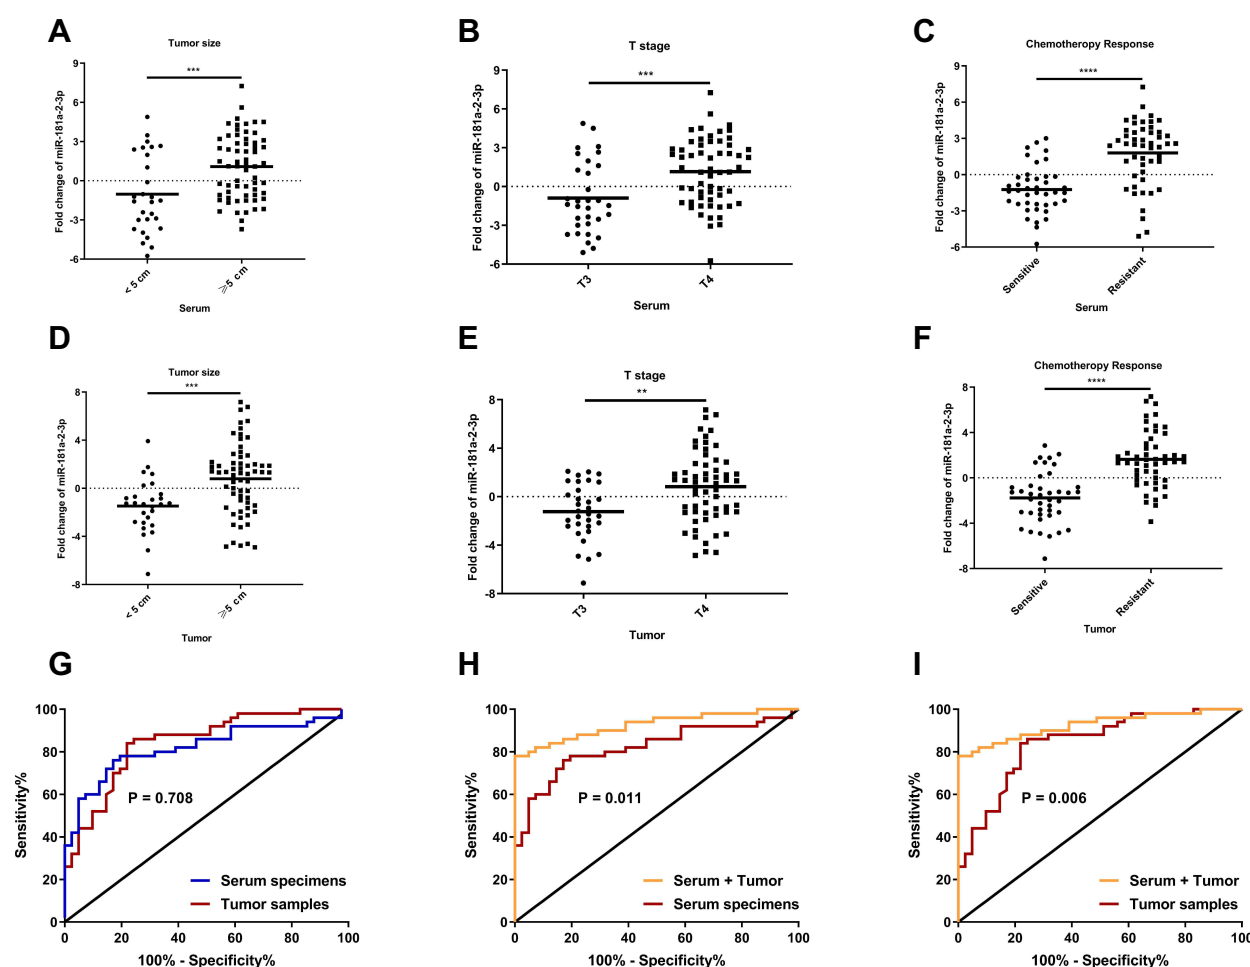 A
Tumor size
***
Fold change of miR-181a-2-3p
9
6
3
0
-3
-6
< 5 cm
⩾5 cm
Serum
B
T stage
***
Fold change of miR-181a-2-3p
9
6
3
0
-3
-6
T3
T4
Serum
C
Chemotheropy Response
****
Fold change of miR-181a-2-3p
9
6
3
0
-3
-6
Sensitive
Resistant
Serum
D
Tumor size
***
Fold change of miR-181a-2-3p
8
4
0
-4
-8
< 5 cm
⩾5 cm
Tumor
E
T stage
**
Fold change of miR-181a-2-3p
8
4
0
-4
-8
T3
T4
Tumor
F
Chemotherapy Response
****
Fold change of miR-181a-2-3p
8
4
0
-4
-8
Sensitive
Resistant
Tumor
G
Sensitivity%
100
80
60
40
20
0
P = 0.708
Serum specimens
Tumor samples
0 20 40 60 80 100
100% - Specificity%
H
Sensitivity%
100
80
60
40
20
0
P = 0.011
Serum + Tumor
Serum specimens
0 20 40 60 80 100
100% - Specificity%
I
Sensitivity%
100
80
60
40
20
0
P = 0.006
Serum + Tumor
Tumor samples
0 20 40 60 80 100
100% - Specificity%